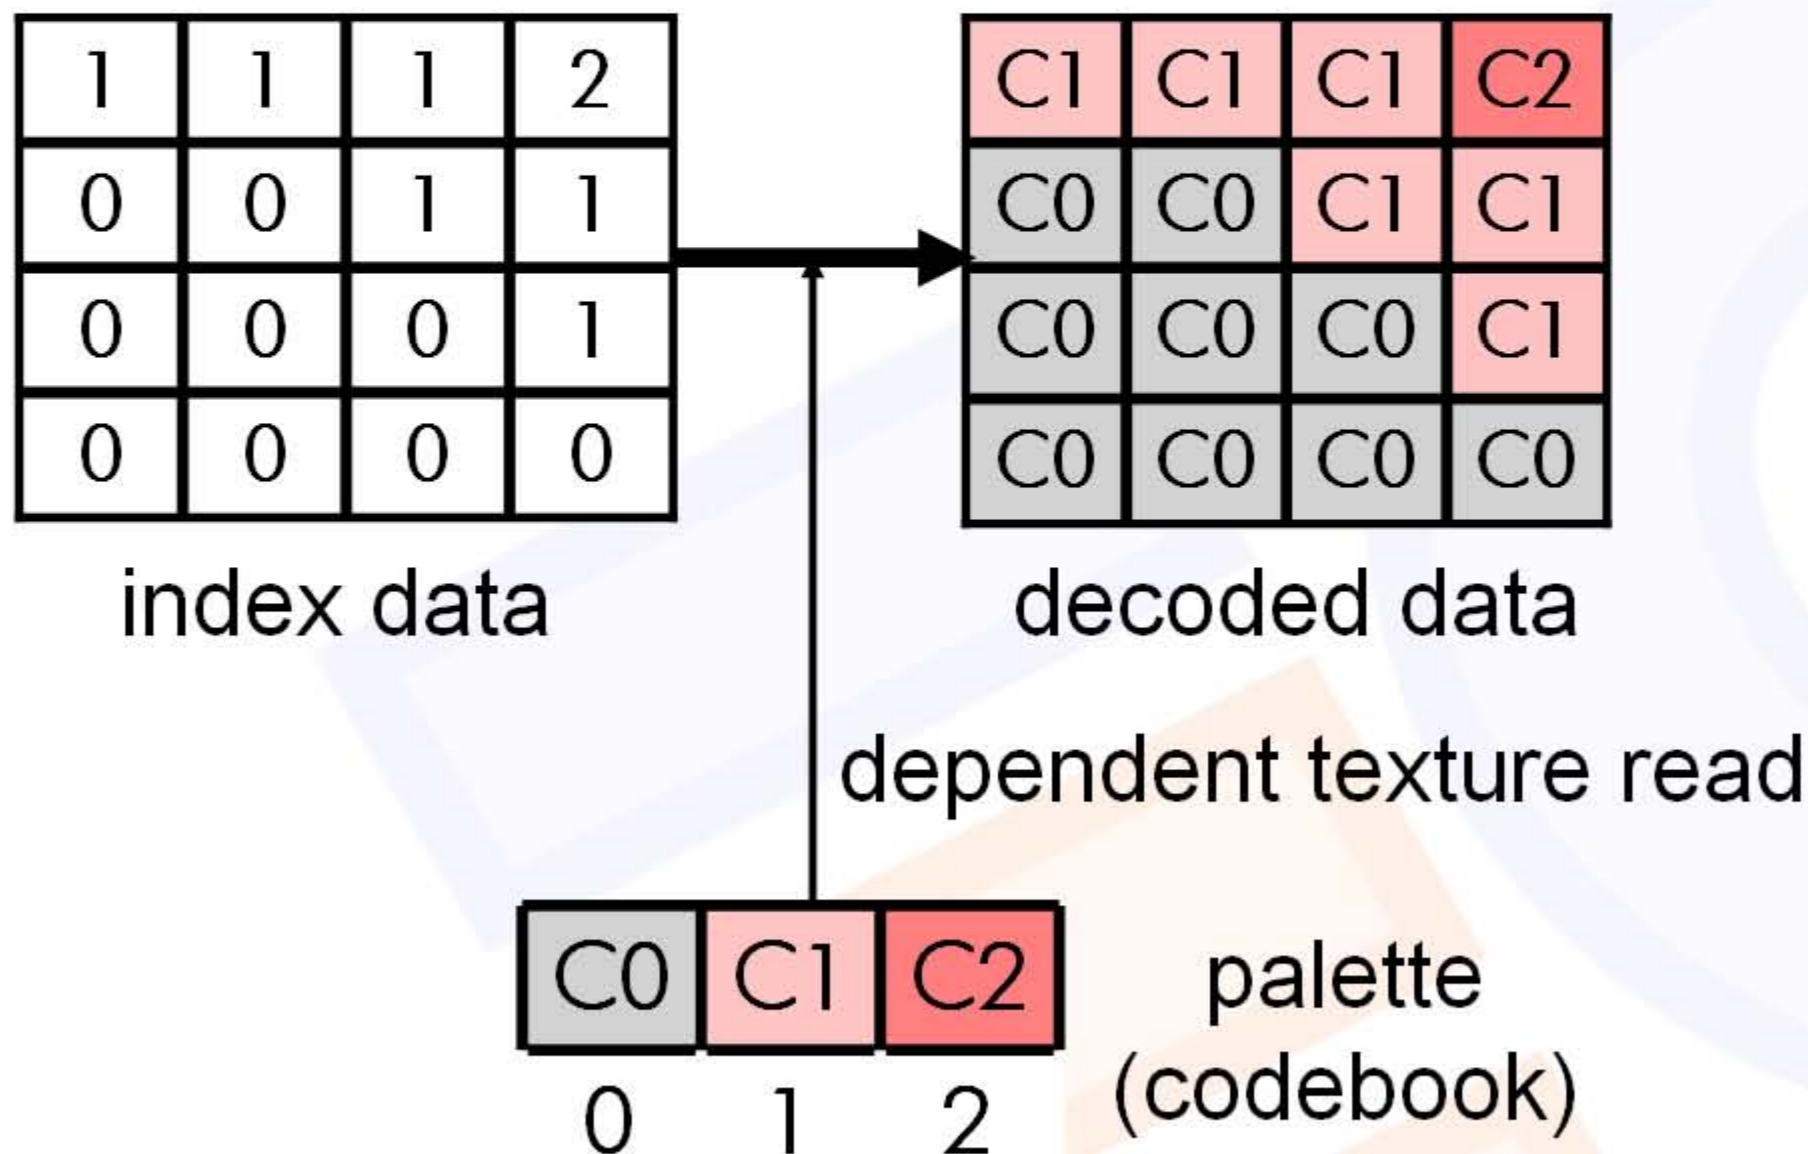 1 1 1 2 C1 C1 C1 C2
0 0 1 1 C0 C0 C1 C1
0 0 0 1 C0 C0 C0 C1
0 0 0 0 C0 C0 C0 C0
index data decoded data
dependent texture read
C0 C1 C2 palette
0 1 2 (codebook)